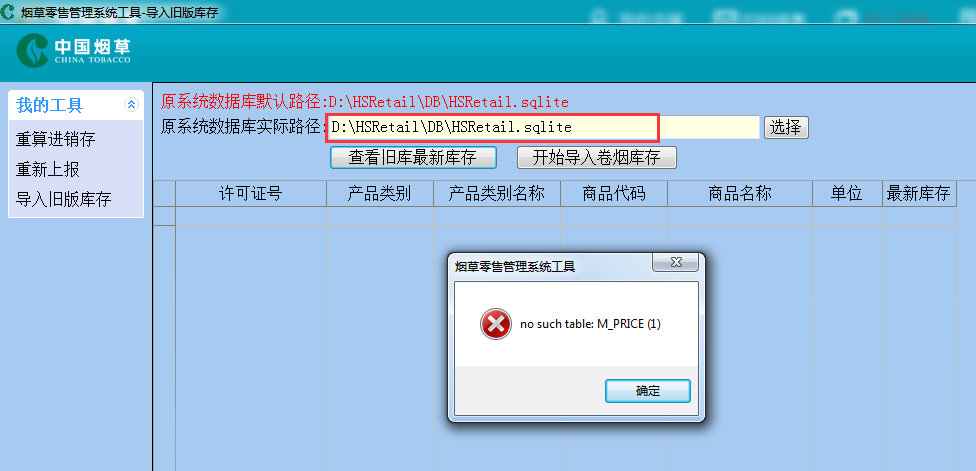 烟草零售管理系统工具-导入旧版库存
中国烟草
CHINA TOBACCO
我的工具
重算进销存
重新上报
导入旧版库存
原系统数据库默认路径:D:\HSRetail\DB\HSRetail.sqlite
原系统数据库实际路径:D:\HSRetail\DB\HSRetail.sqlite 选择
查看旧库最新库存 开始导入卷烟库存
许可证号 产品类别 产品类别名称 商品代码 商品名称 单位 最新库存
烟草零售管理系统工具
no such table: M_PRICE (1)
确定